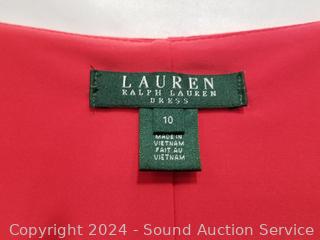 LAUREN
RALPH LAUREN
DRESS
10
MADE IN
VIETNAM
FAIT AU
VIETNAM
Copyright 2024 - Sound Auction Service